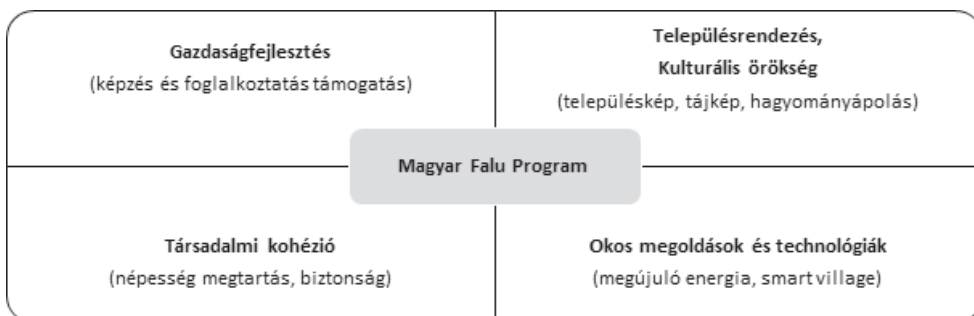 Gazdaságfejlesztés
(képzés és foglalkoztatás támogatás)
Településrendezés,
Kulturális örökség
(településkép, tájkép, hagyományápolás)
Magyar Falu Program
Társadalmi kohézió
(népesség megtartás, biztonság)
Okos megoldások és technológiák
(megújuló energia, smart village)